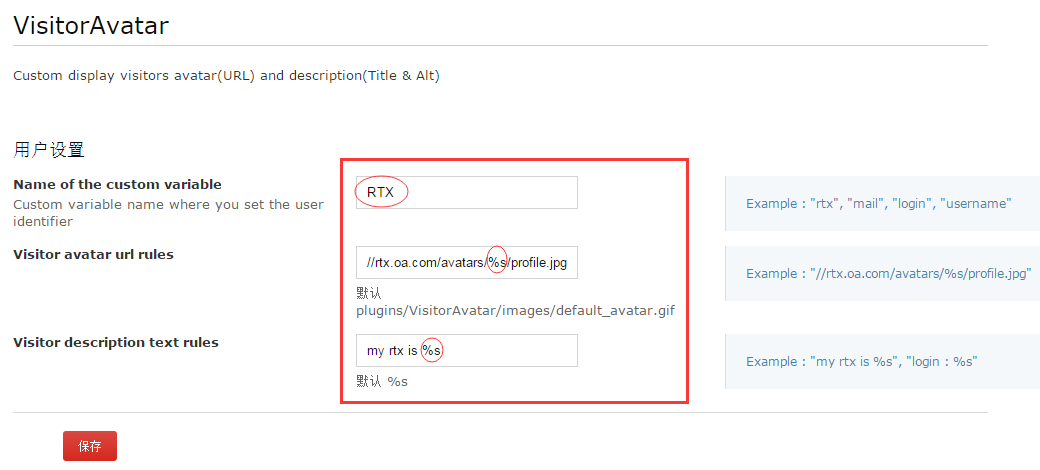 VisitorAvatar
Custom display visitors avatar(URL) and description(Title & Alt)
用户设置
Name of the custom variable
Custom variable name where you set the user
identifier
RTX
Example : "rtx", "mail", "login", "username"
Visitor avatar url rules
//rtx.oa.com/avatars/%s/profile.jpg
默认
plugins/VisitorAvatar/images/default_avatar.gif
Example : "//rtx.oa.com/avatars/%s/profile.jpg"
Visitor description text rules
my rtx is %s
默认 %s
Example : "my rtx is %s", "login : %s"
保存